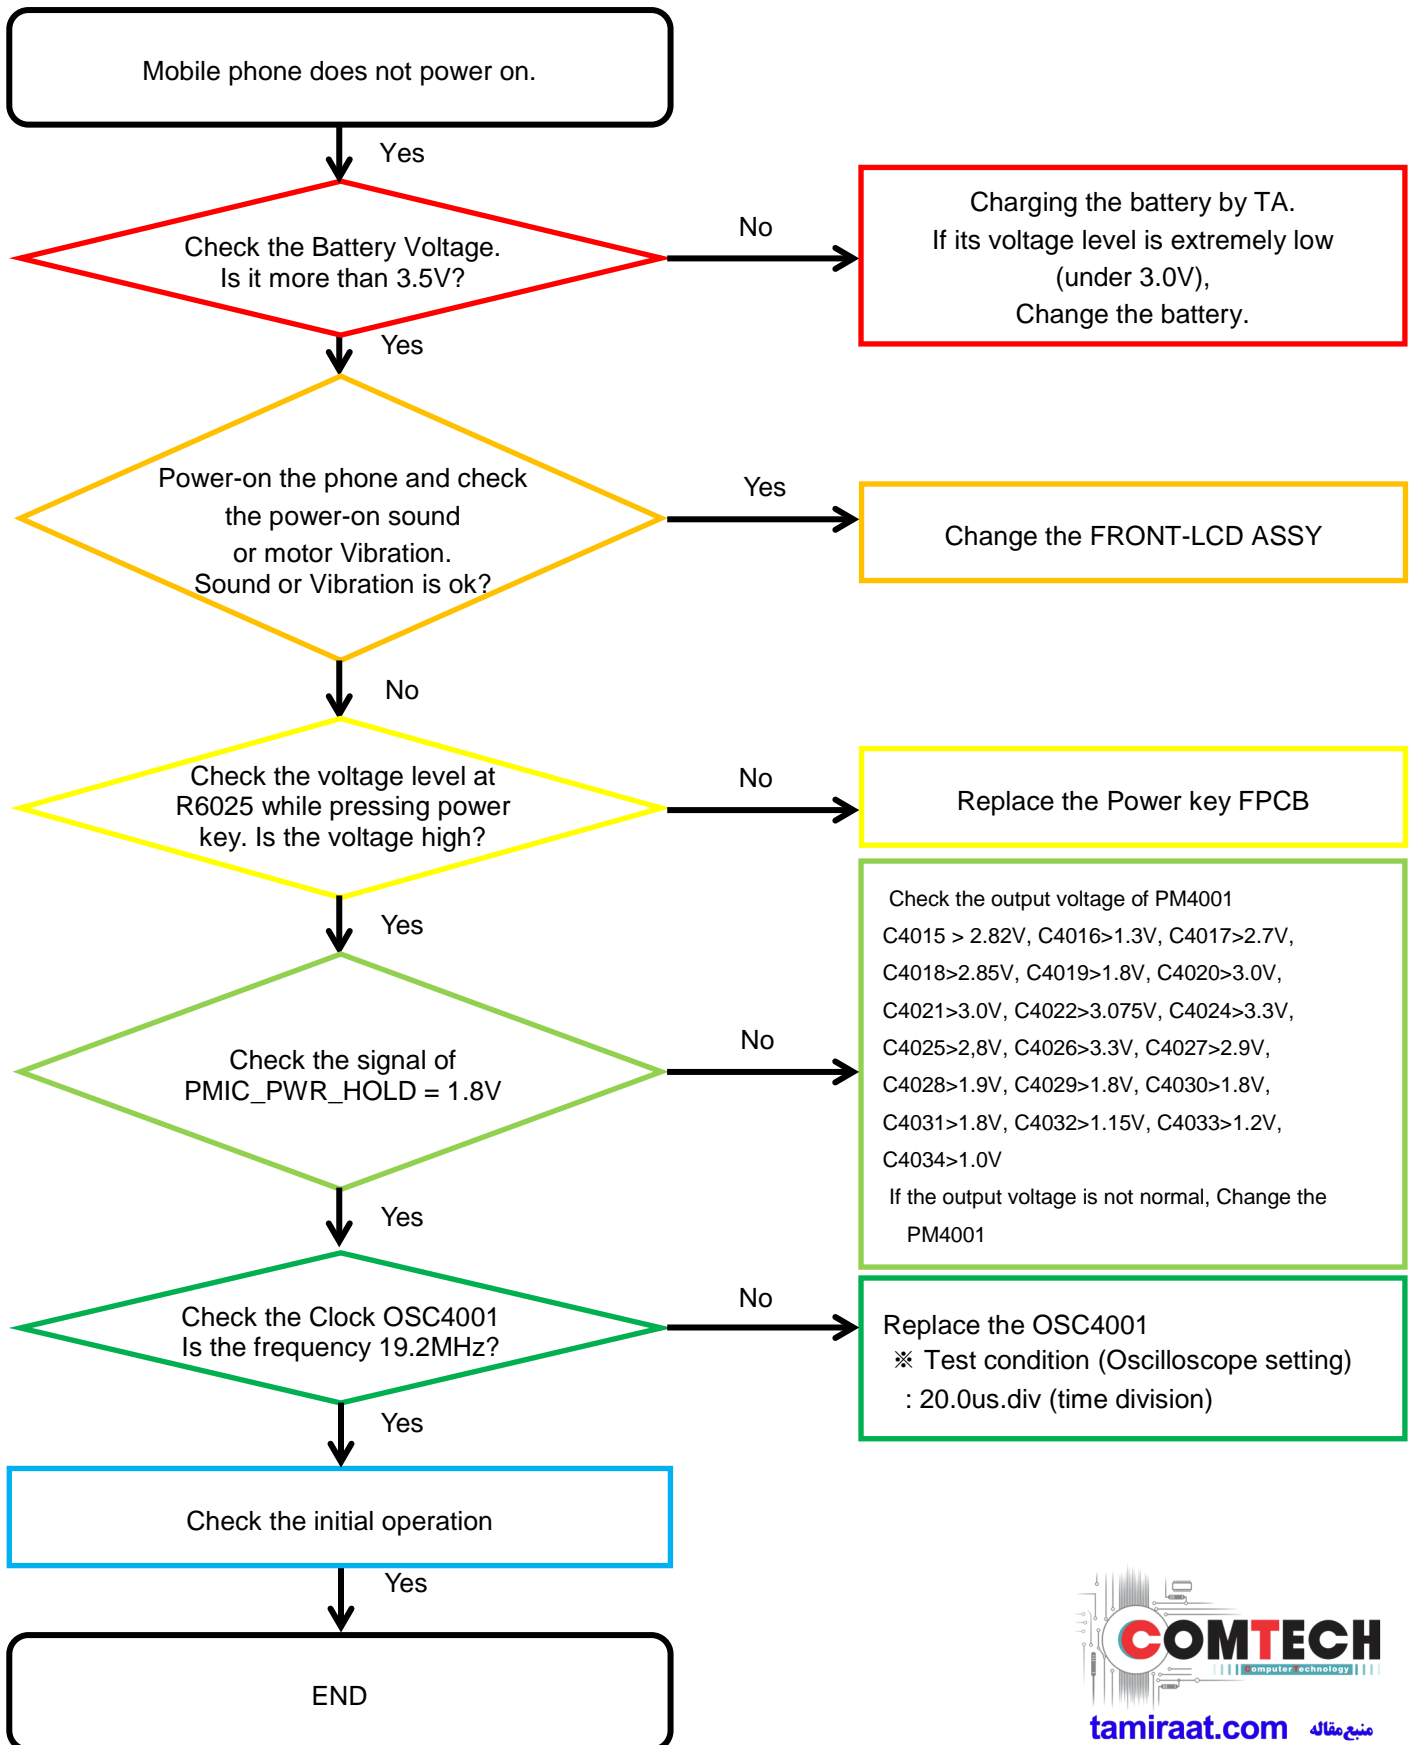 Mobile phone does not power on.
Yes
Check the Battery Voltage.
Is it more than 3.5V?
No
Charging the battery by TA.
If its voltage level is extremely low
(under 3.0V),
Change the battery.
Yes
Power-on the phone and check
the power-on sound
or motor Vibration.
Sound or Vibration is ok?
Yes
Change the FRONT-LCD ASSY
No
Check the voltage level at
R6025 while pressing power
key. Is the voltage high?
No
Replace the Power key FPCB
Yes
Check the signal of
PMIC_PWR_HOLD = 1.8V
No
Check the output voltage of PM4001
C4015 > 2.82V, C4016>1.3V, C4017>2.7V,
C4018>2.85V, C4019>1.8V, C4020>3.0V,
C4021>3.0V, C4022>3.075V, C4024>3.3V,
C4025>2,8V, C4026>3.3V, C4027>2.9V,
C4028>1.9V, C4029>1.8V, C4030>1.8V,
C4031>1.8V, C4032>1.15V, C4033>1.2V,
C4034>1.0V
If the output voltage is not normal, Change the
PM4001
Yes
Check the Clock OSC4001
Is the frequency 19.2MHz?
No
Replace the OSC4001
※ Test condition (Oscilloscope setting)
: 20.0us.div (time division)
Yes
Check the initial operation
Yes
END
COMTECH
Computer Technology
tamiraat.com منبع مقاله